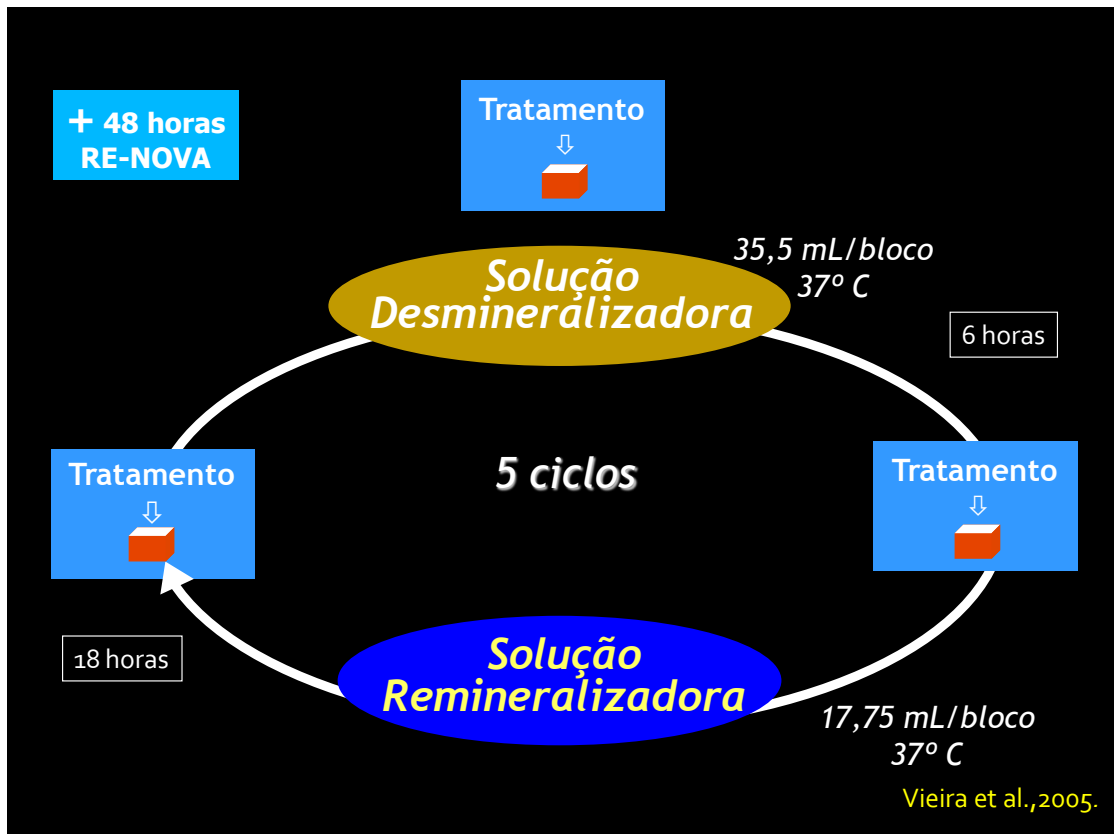 + 48 horas
RE-NOVA
Tratamento
⇩
Solução
Desmineralizadora
35,5 mL/bloco
37º C
6 horas
Tratamento
⇩
5 ciclos
Tratamento
⇩
18 horas
Solução
Remineralizadora
17,75 mL/bloco
37º C
Vieira et al.,2005.